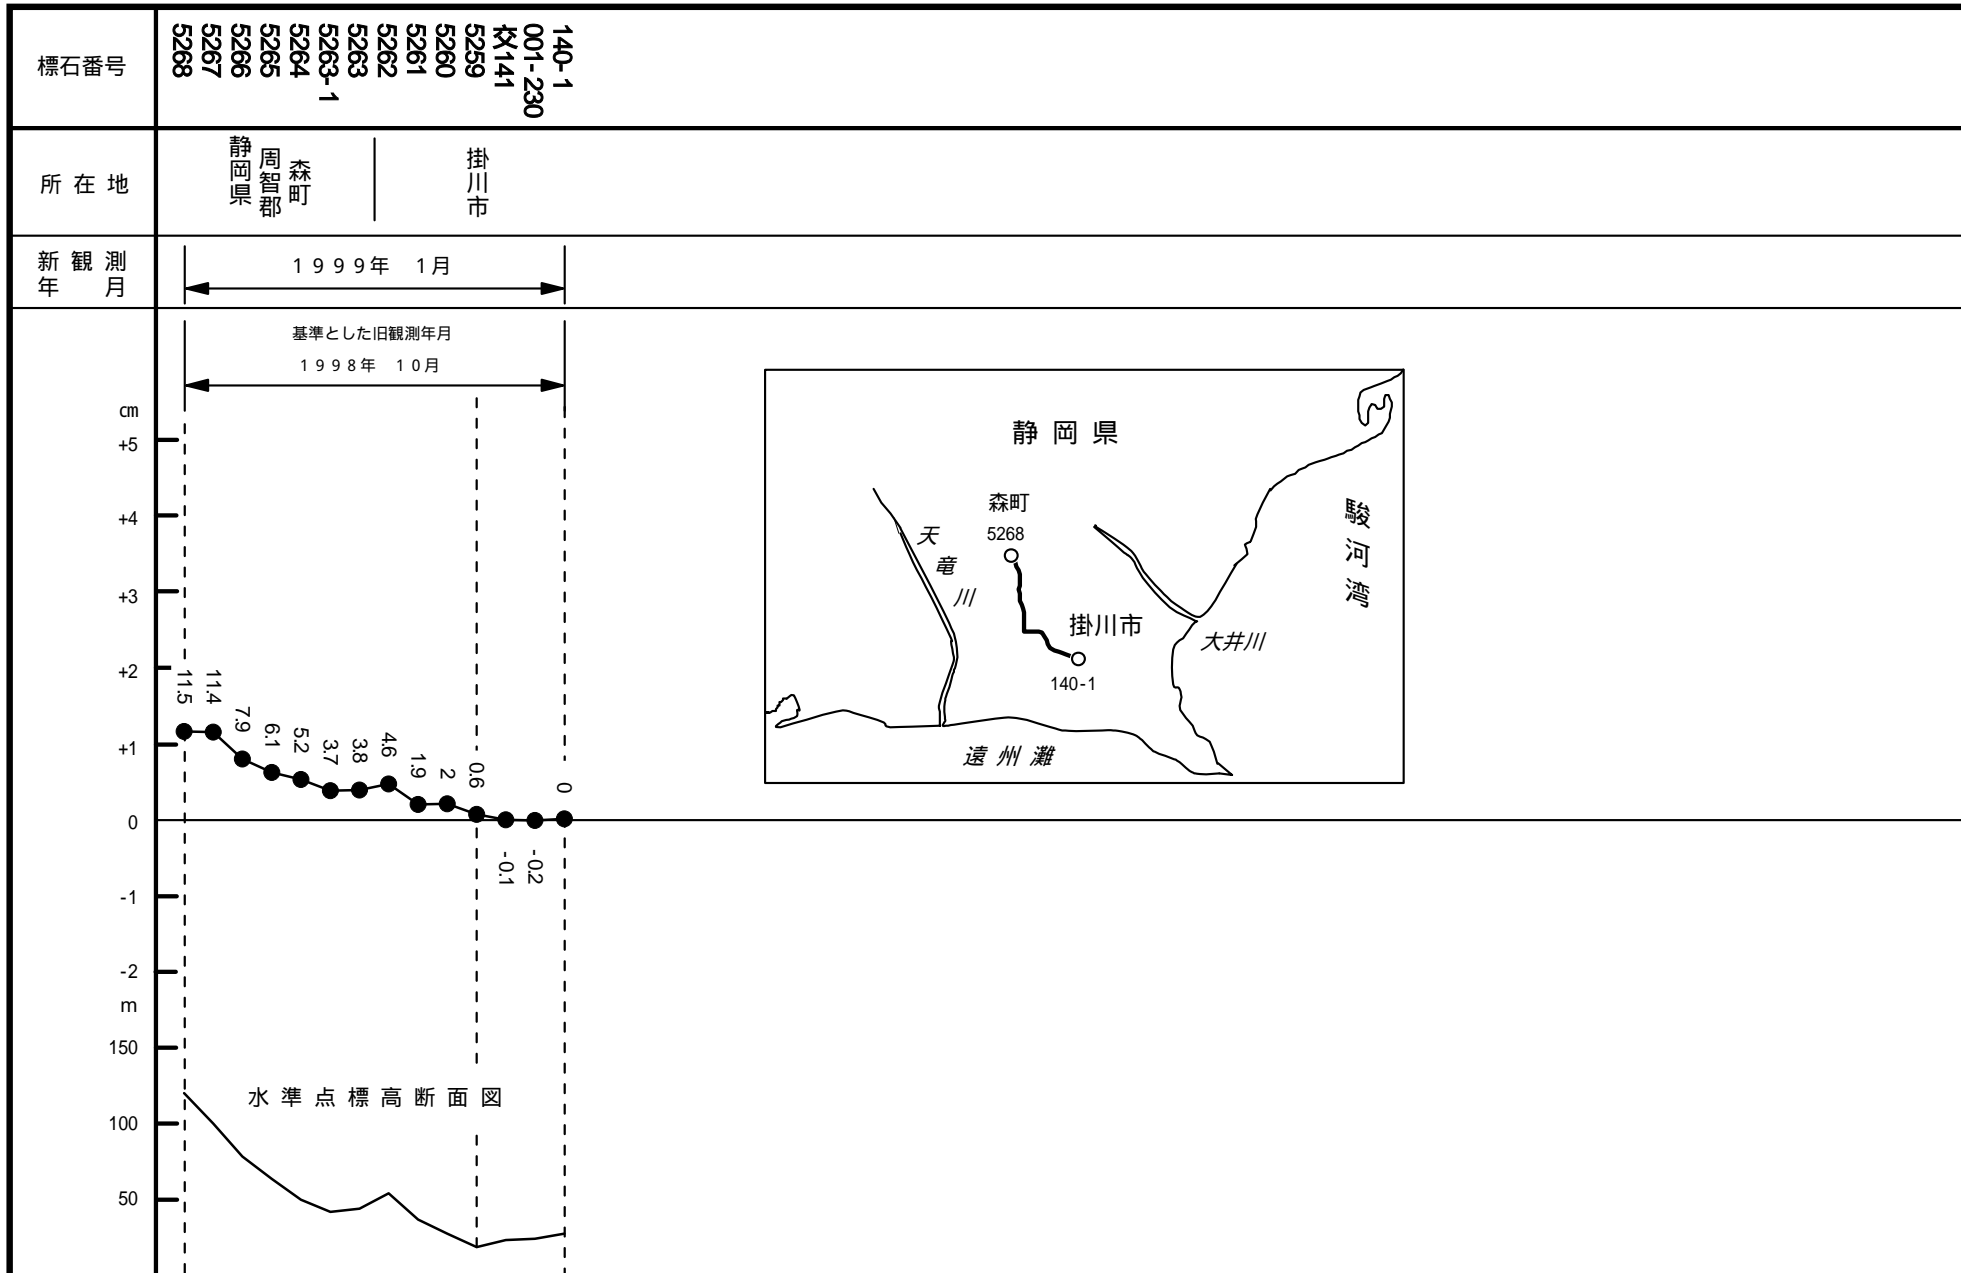 標石番号
5268
5267
5266
5265
5264
5263-1
5263
5262
5261
5260
5259
交141
001-230
140-1
所在地
静岡県
周智郡
森町
掛川市
新観測
年 月
1999年 1月
基準とした旧観測年月
1998年 10月
cm
+5
+4
+3
+2
+1
0
-1
-2
11.5
11.4
7.9
6.1
5.2
3.7
3.8
4.6
1.9
2
0.6
-0.1
-0.2
0
m
150
100
50
水準点標高断面図
静岡県
森町
5268
天竜川
掛川市
140-1
大井川
駿河湾
遠州灘